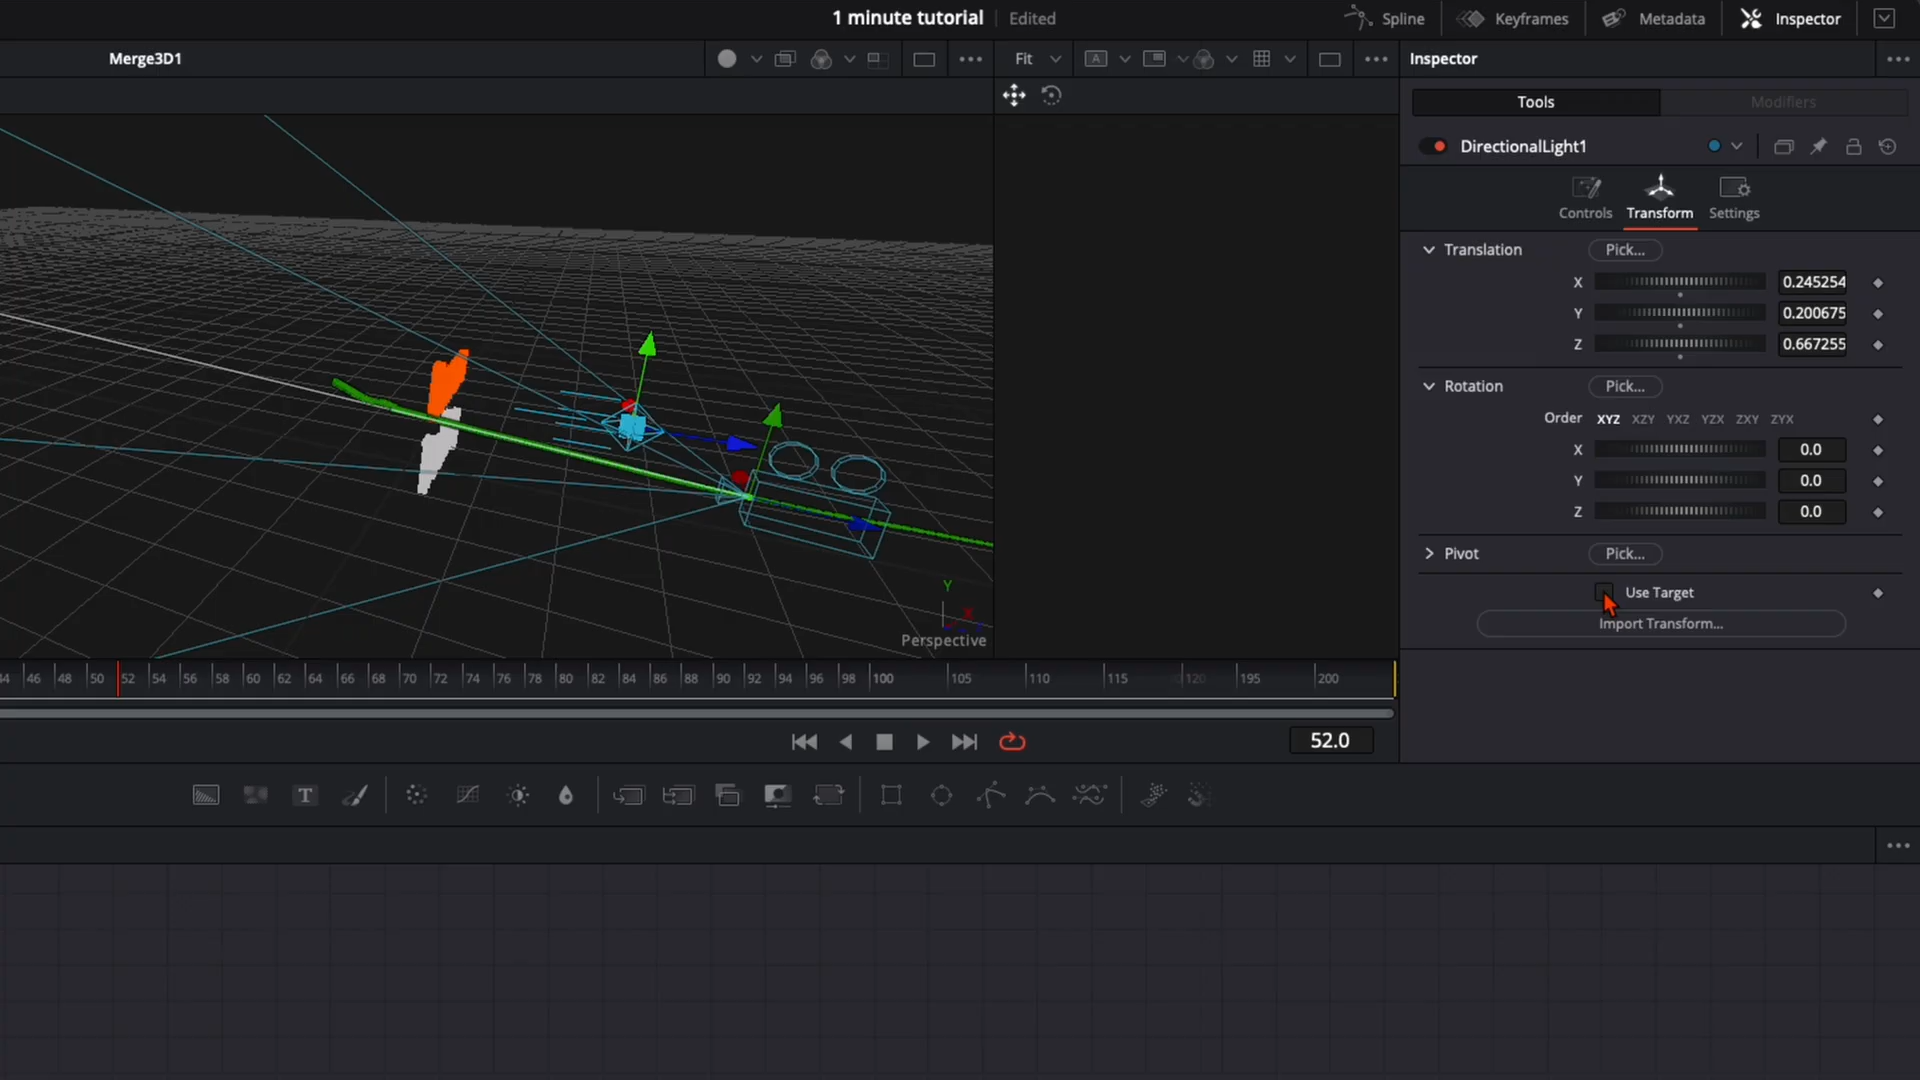 1 minute tutorial Edited
Spline Keyframes Metadata Inspector
Merge3D1
Fit A
Inspector
Tools Modifiers
DirectionalLight1
Controls Transform Settings
Translation Pick...
X 0.245254
Y 0.200675
Z 0.667255
Rotation Pick...
Order XYZ XZY YXZ YZX ZXY ZYX
X 0.0
Y 0.0
Z 0.0
Pivot Pick...
Use Target
Import Transform...
Y
X
Perspective
44 46 48 50 52 54 56 58 60 62 64 66 68 70 72 74 76 78 80 82 84 86 88 90 92 94 96 98 100 105 110 115 120 195 200
52.0
T